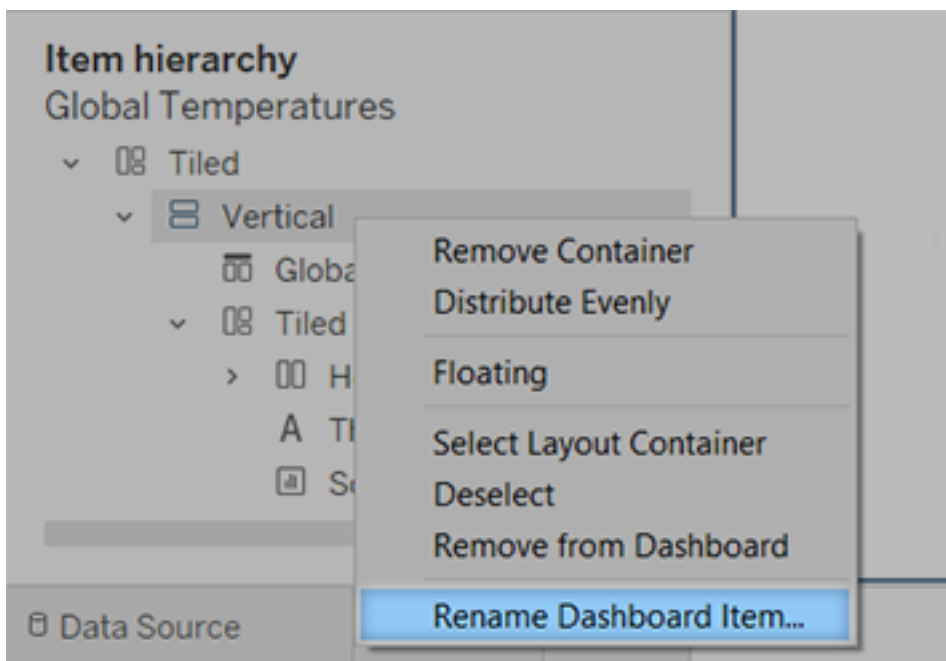 Item hierarchy
Global Temperatures
Tiled
Vertical
Remove Container
Distribute Evenly
Tiled
Floating
A
Select Layout Container
Deselect
Remove from Dashboard
Data Source
Rename Dashboard Item...